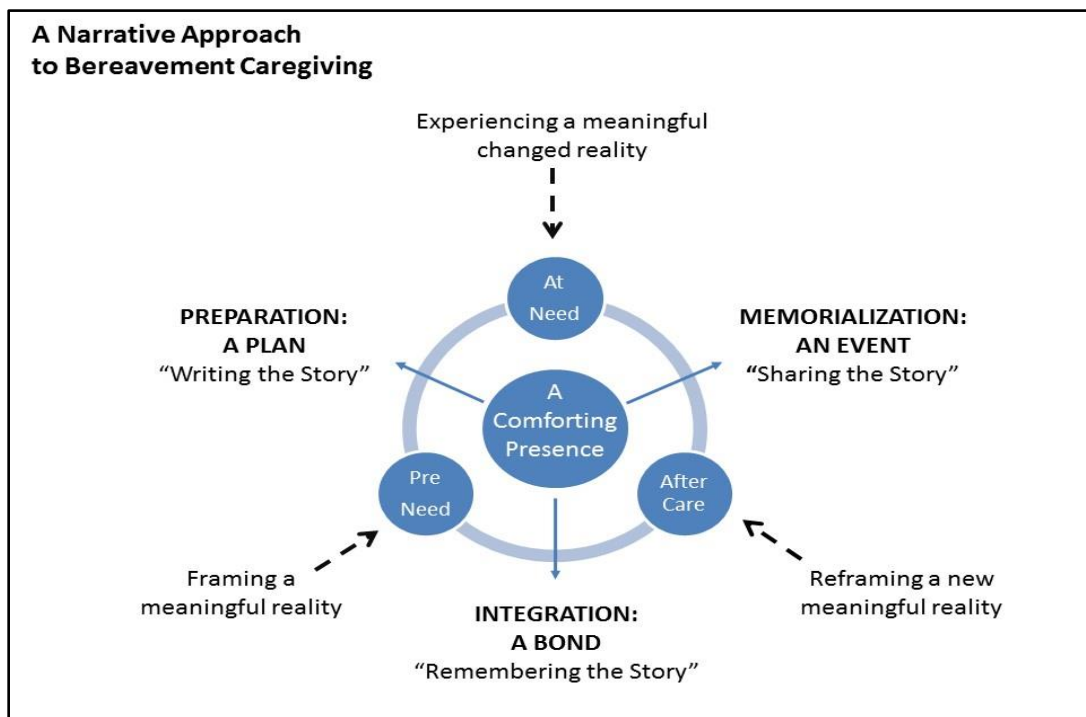 A Narrative Approach
to Bereavement Caregiving
Experiencing a meaningful
changed reality
At
Need
PREPARATION:
A PLAN
“Writing the Story”
MEMORIALIZATION:
AN EVENT
“Sharing the Story”
A
Comforting
Presence
Pre
Need
After
Care
Framing a
meaningful reality
Reframing a new
meaningful reality
INTEGRATION:
A BOND
“Remembering the Story”